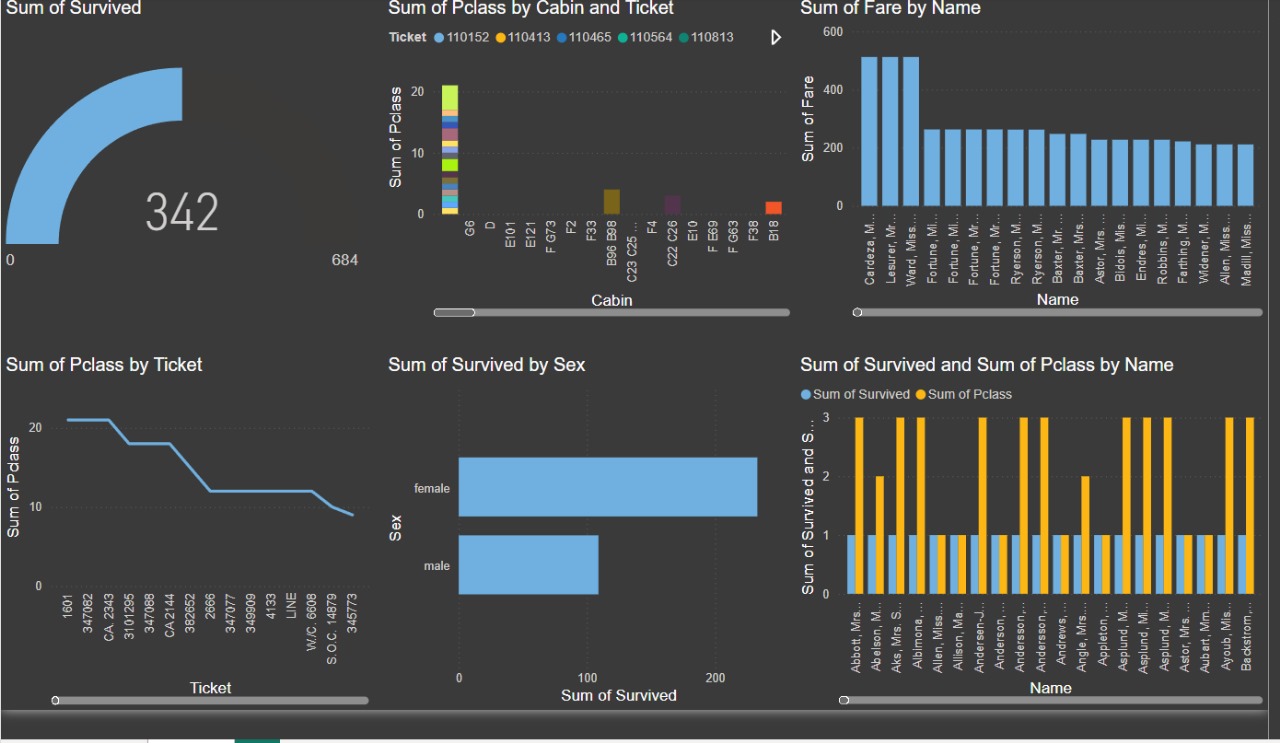 Sum of Survived
342
0
684
Sum of Pclass by Cabin and Ticket
Ticket 110152 110413 110465 110564 110813
Sum of Pclass
20
10
0
G6
D
E101
E121
F G73
F2
F33
B96 B98
C23 C25 ...
F4
C22 C26
E10
F E69
F G63
F38
B18
Cabin
Sum of Fare by Name
Sum of Fare
600
400
200
0
Cardeza, M...
Lesurer, Mr...
Ward, Miss...
Fortune, Mi...
Fortune, Mi...
Fortune, Mr...
Fortune, Mr...
Ryerson, M...
Ryerson, M...
Baxter, Mr. ...
Baxter, Mrs...
Astor, Mrs. ...
Bidois, Mis...
Endres, Mi...
Robbins, M...
Farthing, M...
Widener, M...
Allen, Miss...
Madill, Miss...
Name
Sum of Pclass by Ticket
Sum of Pclass
20
10
0
1601
347082
CA. 2343
3101295
347088
CA 2144
382652
2666
347077
349909
4133
LINE
W./C. 6608
S.O.C. 14879
345773
Ticket
Sum of Survived by Sex
Sex
female
male
0
100
200
Sum of Survived
Sum of Survived and Sum of Pclass by Name
Sum of Survived Sum of Pclass
Sum of Survived and S...
3
2
1
0
Abbott, Mrs...
Abelson, M...
Aks, Mrs. S...
Albimona, ...
Allen, Miss...
Allison, Ma...
Andersen-J...
Anderson, ...
Andersson,...
Andersson,...
Andrews, ...
Angle, Mrs....
Appleton, ...
Asplund, M...
Asplund, Mi...
Asplund, M...
Astor, Mrs. ...
Aubart, Mm...
Ayoub, Mis...
Backstrom,...
Name